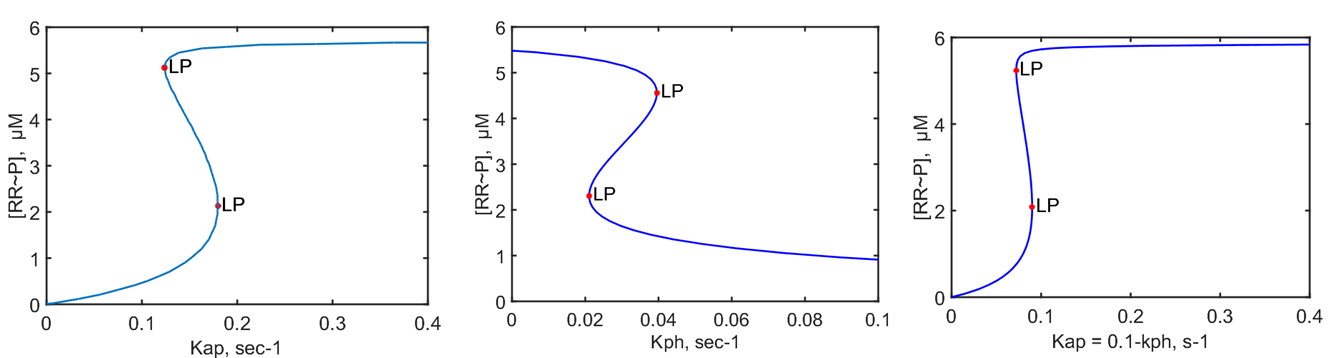 [RR~P], µM
6
5
4
3
2
1
0
LP
LP
0
0.1
0.2
0.3
0.4
Kap, sec-1
[RR~P], µM
6
5
4
3
2
1
0
LP
LP
0
0.02
0.04
0.06
0.08
0.1
Kph, sec-1
[RR~P], µM
6
4
2
0
LP
LP
0
0.1
0.2
0.3
0.4
Kap = 0.1-kph, s-1